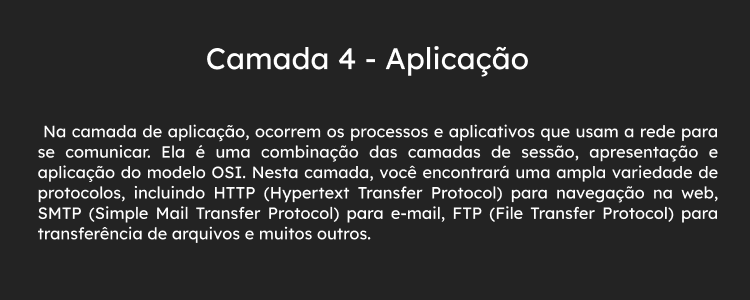 Camada 4 - Aplicação
Na camada de aplicação, ocorrem os processos e aplicativos que usam a rede para
se comunicar. Ela é uma combinação das camadas de sessão, apresentação e
aplicação do modelo OSI. Nesta camada, você encontrará uma ampla variedade de
protocolos, incluindo HTTP (Hypertext Transfer Protocol) para navegação na web,
SMTP (Simple Mail Transfer Protocol) para e-mail, FTP (File Transfer Protocol) para
transferência de arquivos e muitos outros.